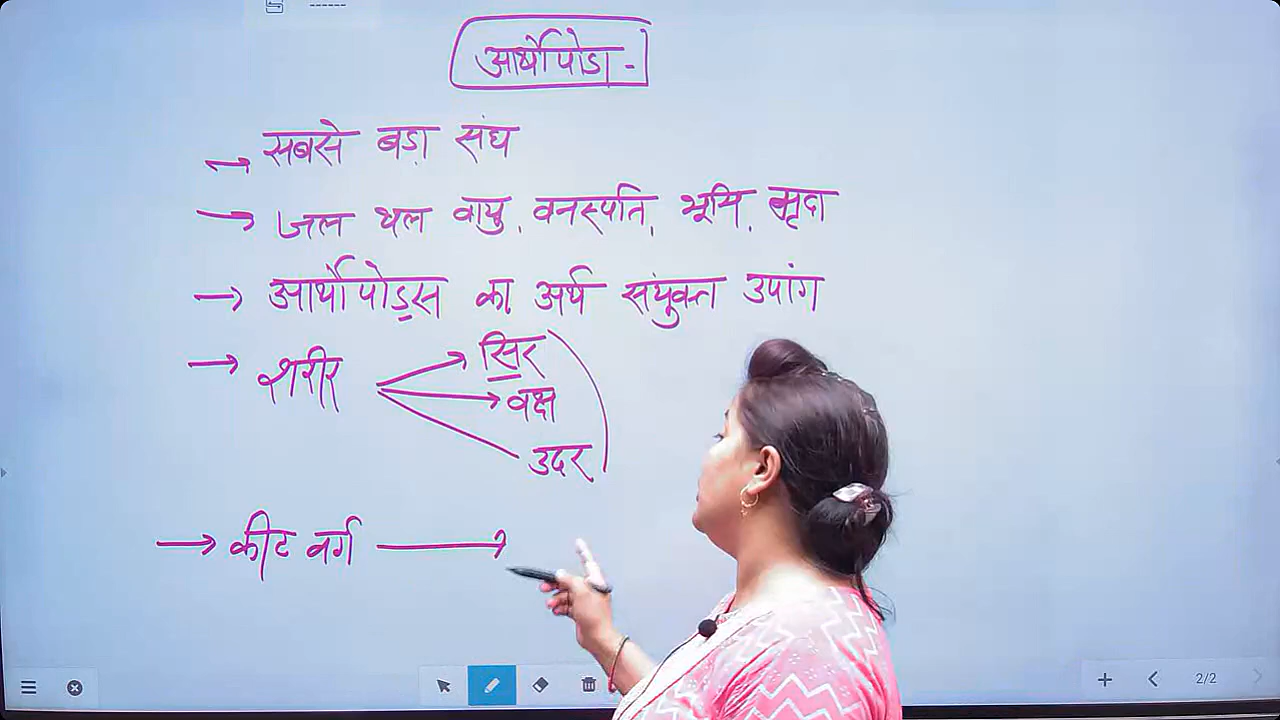 आर्थोपोडा -
→ सबसे बडा संघ
→ जल थल वायु, वनस्पति, भूमि, मृदा
→ आर्थोपोड्स का अर्थ संयुक्त उपांग
→ शरीर → सिर
→ वक्ष
उदर
→ कीट वर्ग →
2/2